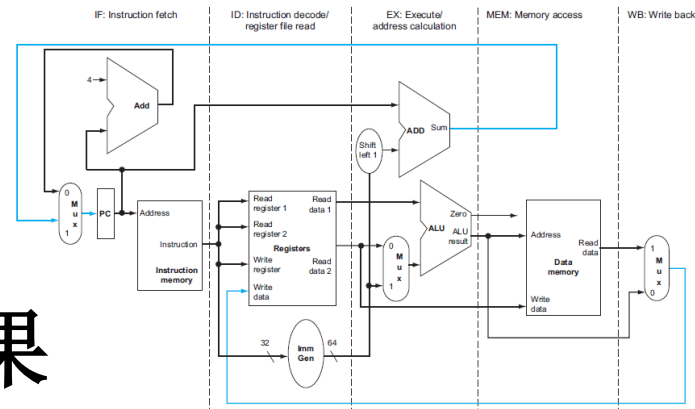 IF: Instruction fetch
ID: Instruction decode/
register file read
EX: Execute/
address calculation
MEM: Memory access
WB: Write back
4
Add
ADD
Sum
Shift
left 1
0
M
u
x
1
PC
Address
Instruction
Instruction
memory
Read
register 1
Read
register 2
Write
register
Write
data
Registers
Read
data 1
Read
data 2
0
M
u
x
1
Zero
ALU
ALU
result
Address
Read
data
Data
memory
Write
data
1
M
u
x
0
32
Imm
Gen
64
果